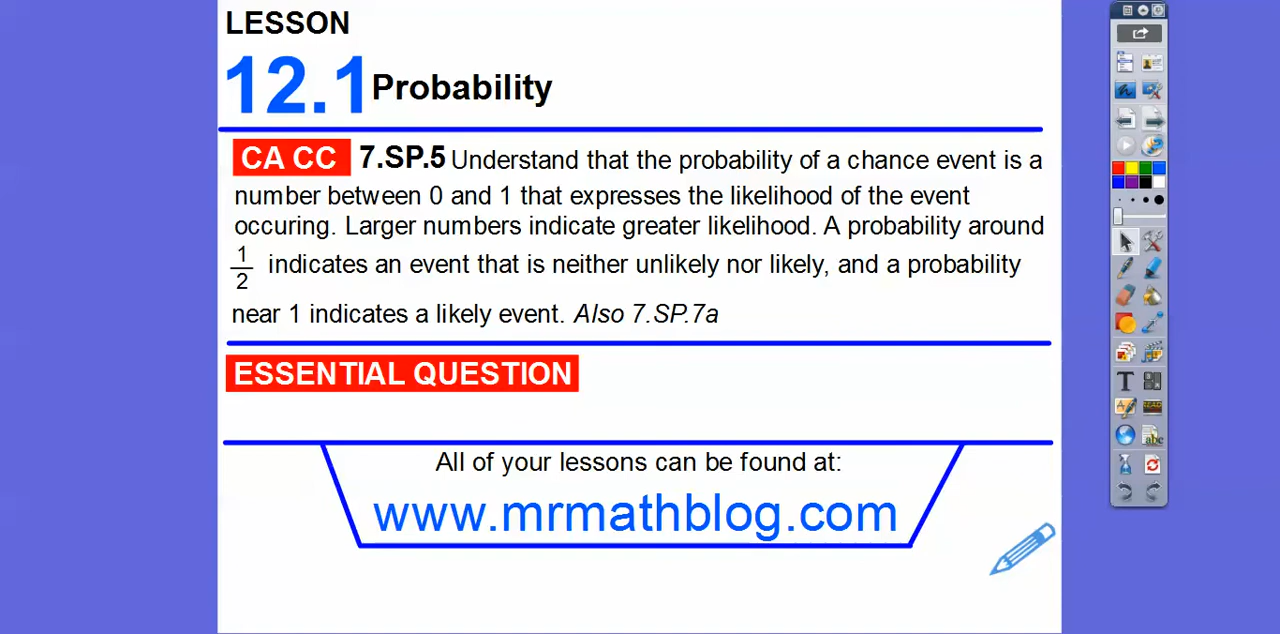 LESSON
12.1 Probability
CA CC 7.SP.5 Understand that the probability of a chance event is a
number between 0 and 1 that expresses the likelihood of the event
occuring. Larger numbers indicate greater likelihood. A probability around
1/2 indicates an event that is neither unlikely nor likely, and a probability
near 1 indicates a likely event. Also 7.SP.7a
ESSENTIAL QUESTION
All of your lessons can be found at:
www.mrmathblog.com